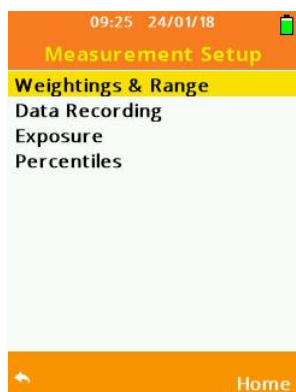 09:25 24/01/18
Measurement Setup
Weightings & Range
Data Recording
Exposure
Percentiles
Home